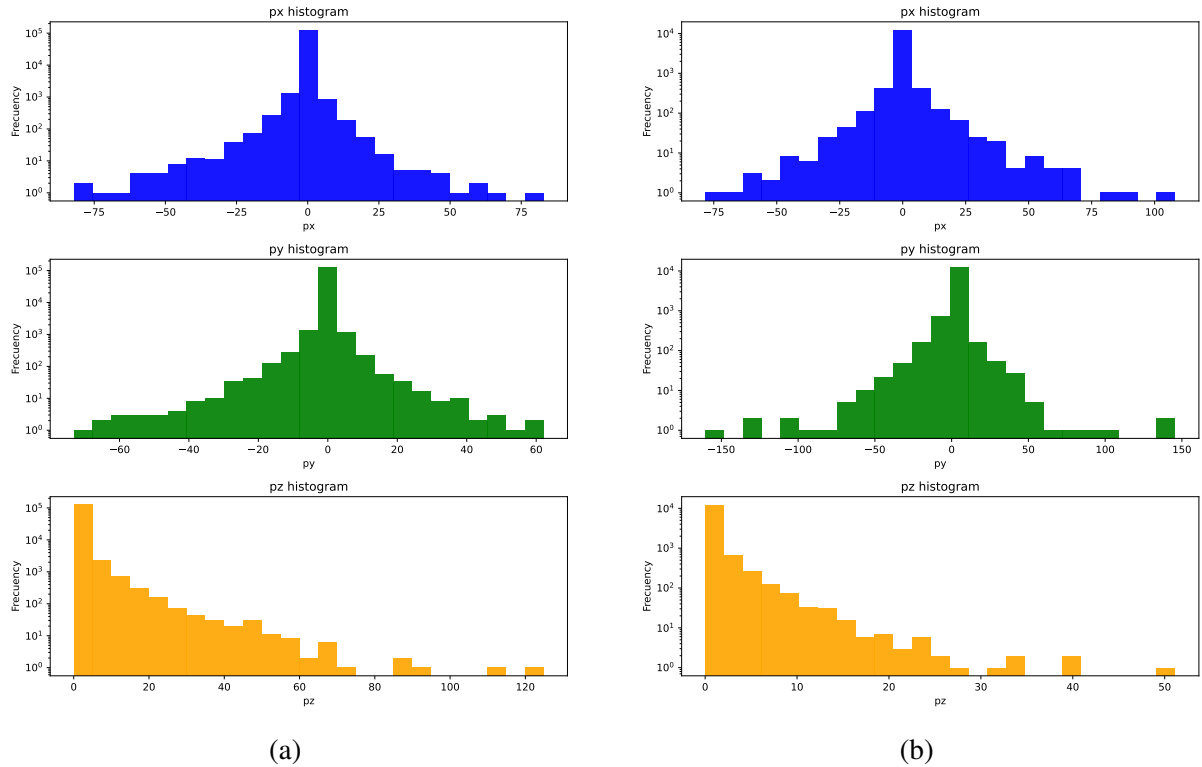 px histogram
Frecuency
10^5
10^4
10^3
10^2
10^1
10^0
−75 −50 −25 0 25 50 75
px
px histogram
Frecuency
10^4
10^3
10^2
10^1
10^0
−75 −50 −25 0 25 50 75 100
px
py histogram
Frecuency
10^5
10^4
10^3
10^2
10^1
10^0
−60 −40 −20 0 20 40 60
py
py histogram
Frecuency
10^4
10^3
10^2
10^1
10^0
−150 −100 −50 0 50 100 150
py
pz histogram
Frecuency
10^5
10^4
10^3
10^2
10^1
10^0
0 20 40 60 80 100 120
pz
pz histogram
Frecuency
10^4
10^3
10^2
10^1
10^0
0 10 20 30 40 50
pz
(a)
(b)